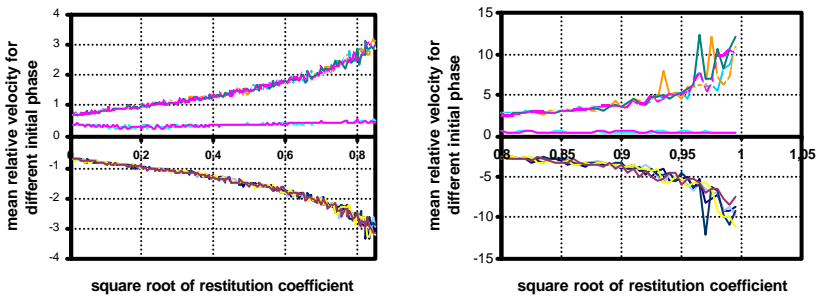 mean relative velocity for
different initial phase
4
3
2
1
0
-1
-2
-3
-4
0 0,2 0,4 0,6 0,8
square root of restitution coefficient
mean relative velocity for
different initial phase
15
10
5
0
-5
-10
-15
0,8 0,85 0,9 0,95 1 1,05
square root of restitution coefficient